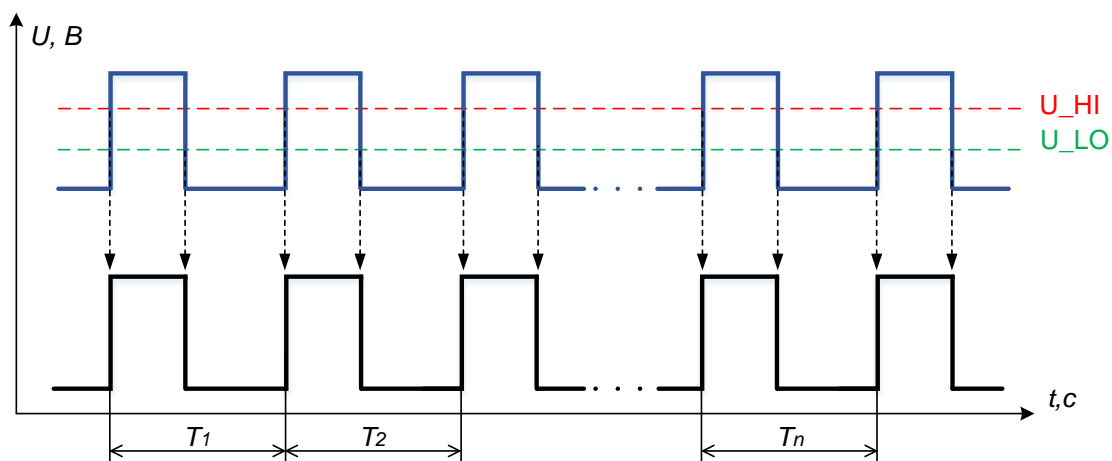 U, В
U_HI
U_LO
. . .
. . .
t,с
T1
T2
Tn